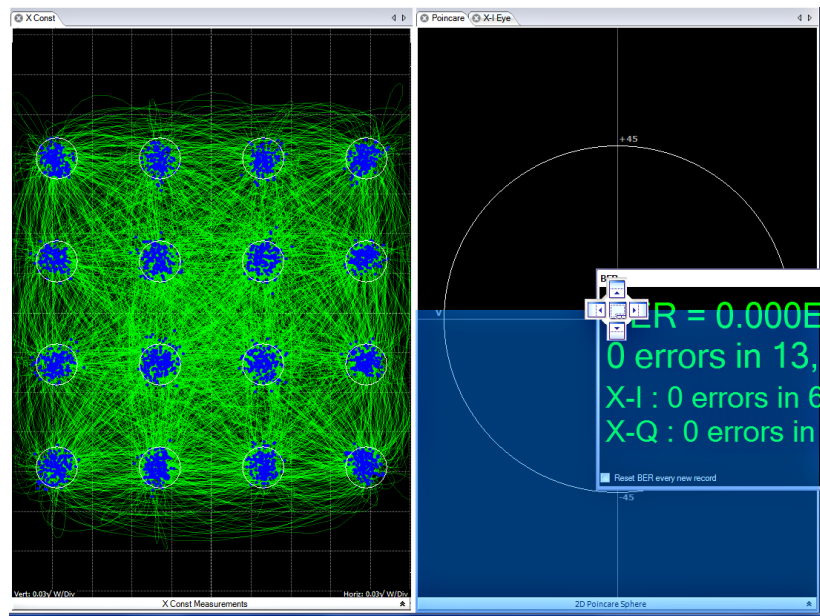 X Const
Poincare
X-I Eye
+45
BER
V
ER = 0.000E
0 errors in 13,
X-I : 0 errors in 6
X-Q : 0 errors in
Reset BER every new record
-45
Vert: 0.03√ W/Div
Horiz: 0.03√ W/Div
X Const Measurements
2D Poincare Sphere